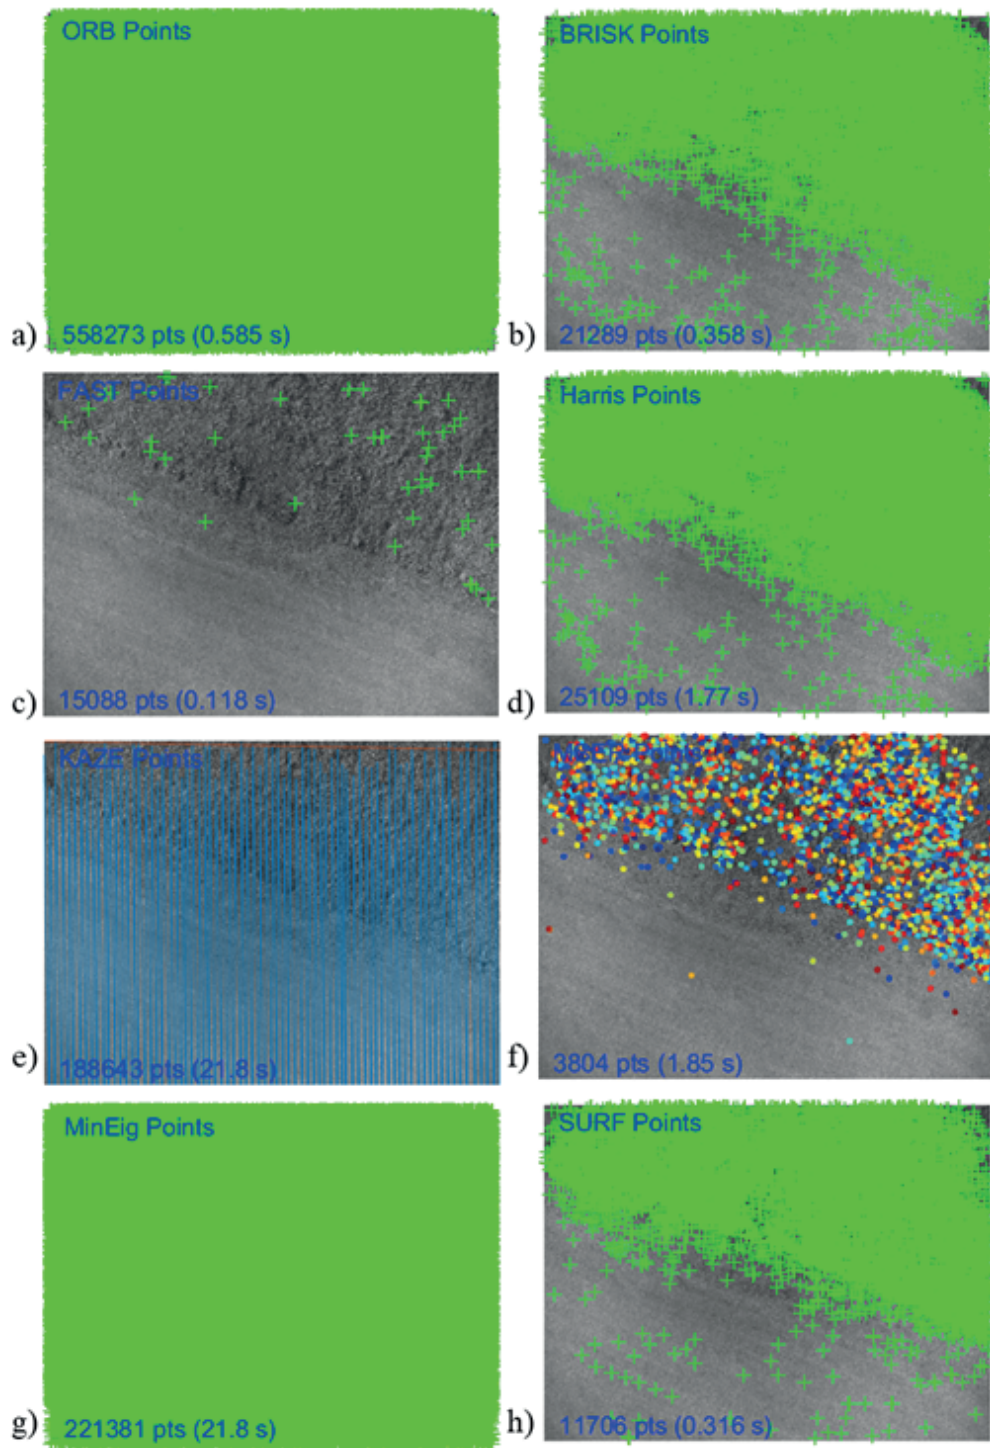 ORB Points
a) 558273 pts (0.585 s)
BRISK Points
b) 21289 pts (0.358 s)
FAST Points
c) 15088 pts (0.118 s)
Harris Points
d) 25109 pts (1.77 s)
KAZE Points
e) 188643 pts (21.8 s)
Points
f) 3804 pts (1.85 s)
MinEig Points
g) 221381 pts (21.8 s)
SURF Points
h) 11706 pts (0.316 s)